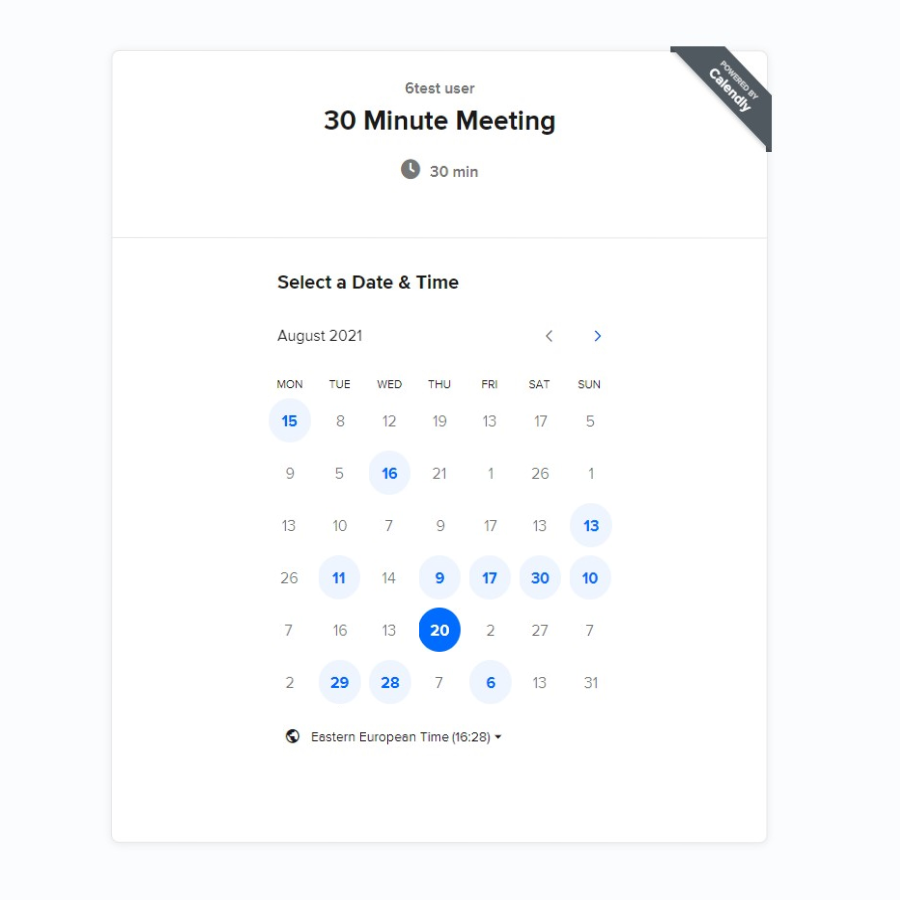 POWERED BY
Calendly
6test user
30 Minute Meeting
30 min
Select a Date & Time
August 2021
MON TUE WED THU FRI SAT SUN
15 8 12 19 13 17 5
9 5 16 21 1 26 1
13 10 7 9 17 13 13
26 11 14 9 17 30 10
7 16 13 20 2 27 7
2 29 28 7 6 13 31
Eastern European Time (16:28)